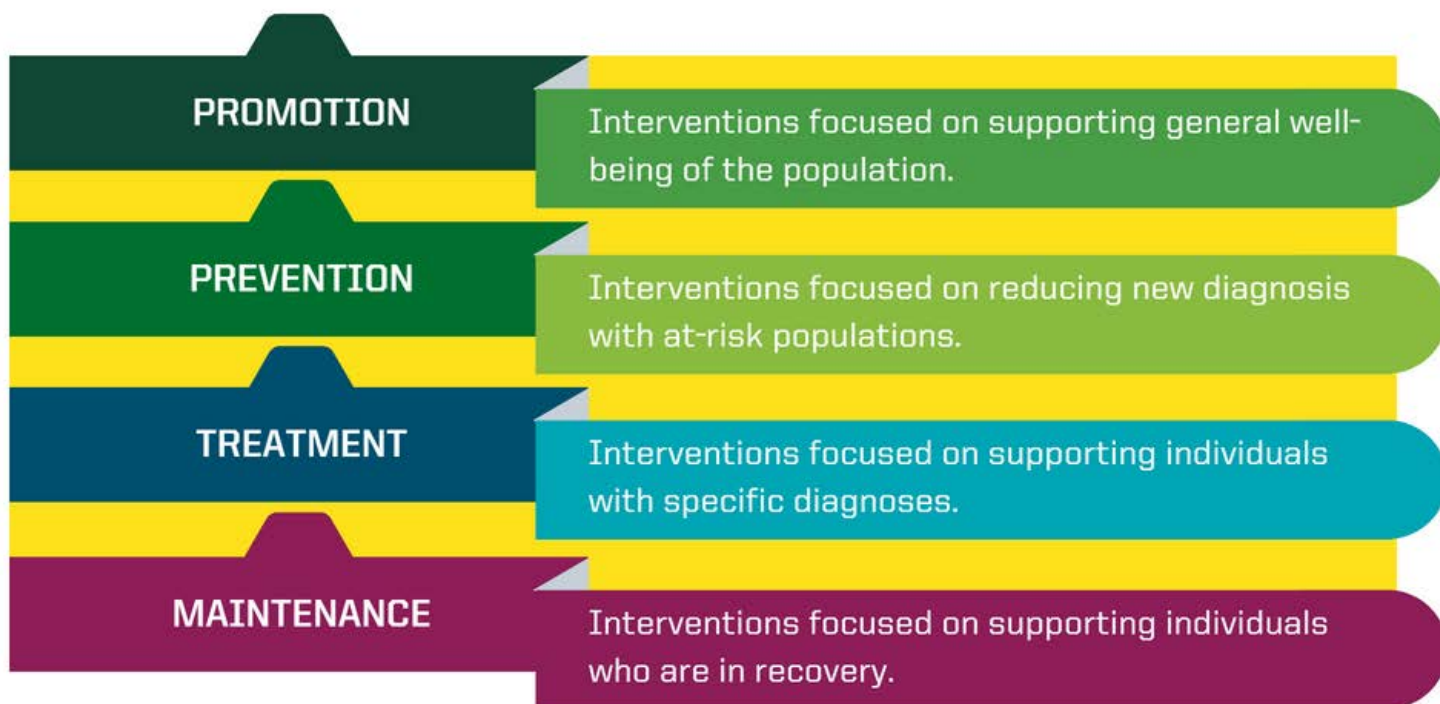 PROMOTION
Interventions focused on supporting general well-
being of the population.
PREVENTION
Interventions focused on reducing new diagnosis
with at-risk populations.
TREATMENT
Interventions focused on supporting individuals
with specific diagnoses.
MAINTENANCE
Interventions focused on supporting individuals
who are in recovery.